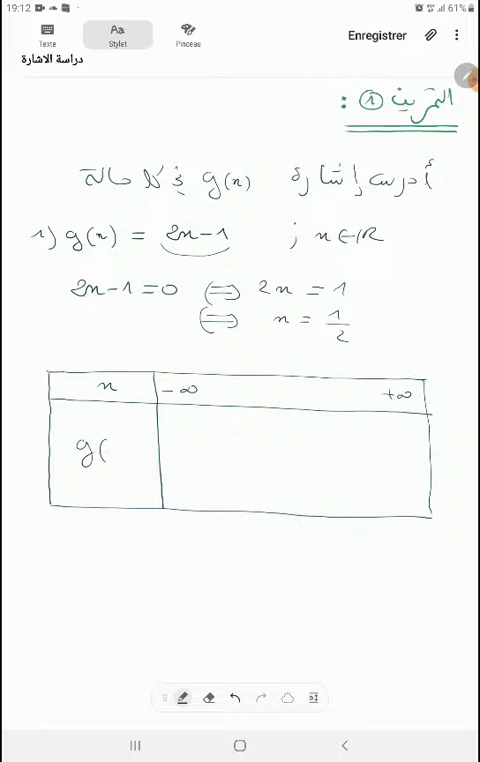 19:12 61%
Texte Aa Stylet Pinceau Enregistrer
دراسة الاشارة
التمرين ① :
أدرس إشارة g(x) في كل حالة
1) g(x) = 2x-1 ; x∈ℝ
2x-1=0 ⟺ 2x = 1
⟺ x = 1/2
x -∞ +∞
g(